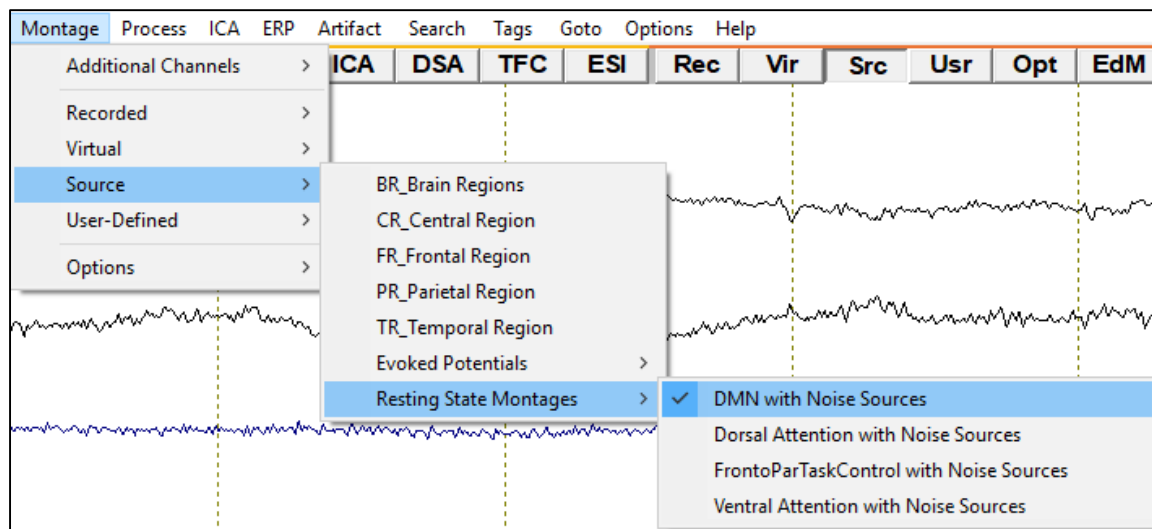 Montage Process ICA ERP Artifact Search Tags Goto Options Help
ICA DSA TFC ESI Rec Vir Src Usr Opt EdM
Additional Channels
Recorded
Virtual
Source
User-Defined
Options
BR_Brain Regions
CR_Central Region
FR_Frontal Region
PR_Parietal Region
TR_Temporal Region
Evoked Potentials
Resting State Montages
DMN with Noise Sources
Dorsal Attention with Noise Sources
FrontoParTaskControl with Noise Sources
Ventral Attention with Noise Sources